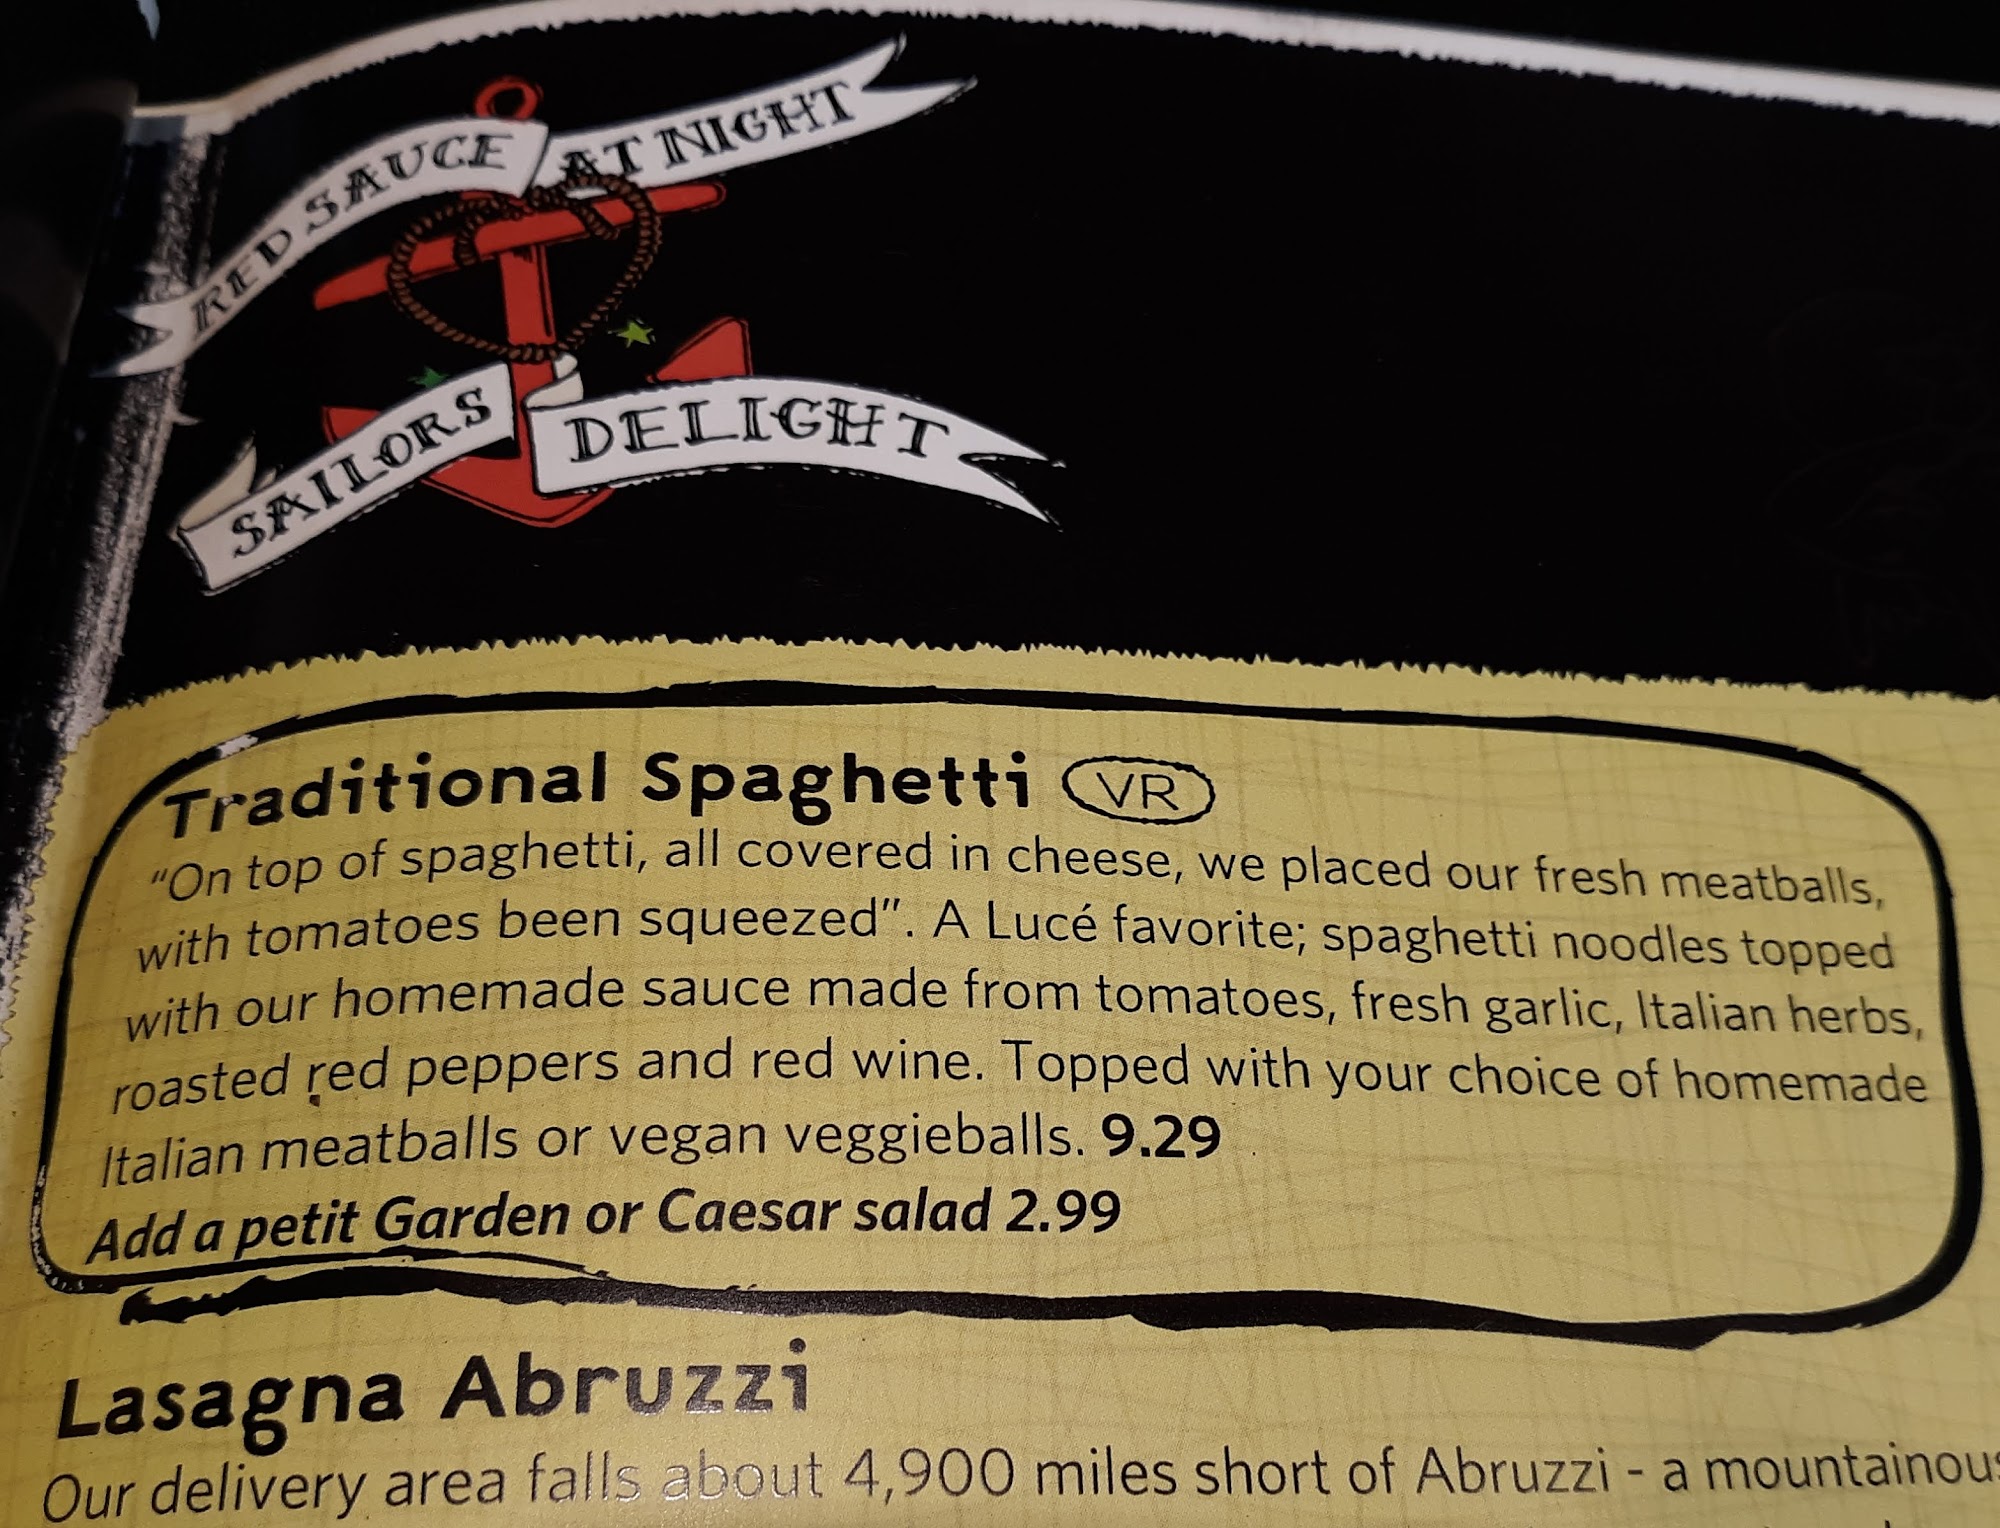 RED SAUCE AT NIGHT
SAILORS DELIGHT
Traditional Spaghetti VR
“On top of spaghetti, all covered in cheese, we placed our fresh meatballs,
with tomatoes been squeezed”. A Lucé favorite; spaghetti noodles topped
with our homemade sauce made from tomatoes, fresh garlic, Italian herbs,
roasted red peppers and red wine. Topped with your choice of homemade
Italian meatballs or vegan veggieballs. 9.29
Add a petit Garden or Caesar salad 2.99
Lasagna Abruzzi
Our delivery area falls about 4,900 miles short of Abruzzi - a mountainous